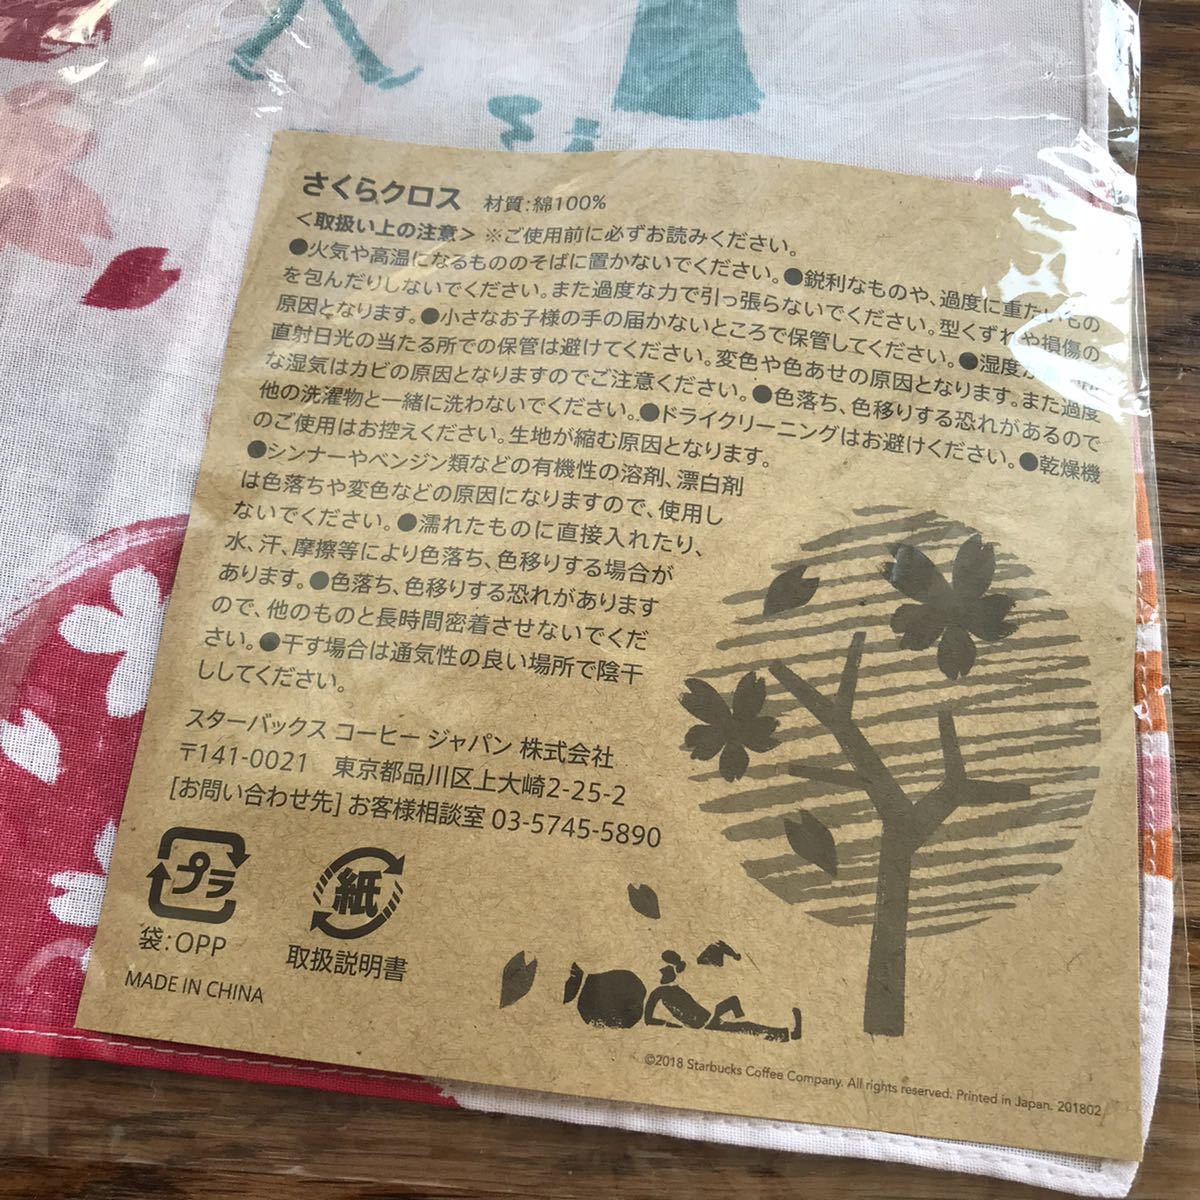 さくらクロス 材質:綿100%
＜取扱い上の注意＞ ※ご使用前に必ずお読みください。
●火気や高温になるもののそばに置かないでください。●鋭利なものや、過度に重たいもの
を包んだりしないでください。また過度な力で引っ張らないでください。型くずれや損傷の
原因となります。●小さなお子様の手の届かないところで保管してください。●湿度が
直射日光の当たる所での保管は避けてください。変色や色あせの原因となります。また過度
な湿気はカビの原因となりますのでご注意ください。●色落ち、色移りする恐れがあるので
他の洗濯物と一緒に洗わないでください。●ドライクリーニングはお避けください。●乾燥機
のご使用はお控えください。生地が縮む原因となります。
●シンナーやベンジン類などの有機性の溶剤、漂白剤
は色落ちや変色などの原因になりますので、使用し
ないでください。●濡れたものに直接入れたり、
水、汗、摩擦等により色落ち、色移りする場合が
あります。●色落ち、色移りする恐れがあります
ので、他のものと長時間密着させないでくだ
さい。●干す場合は通気性の良い場所で陰干
ししてください。
スターバックス コーヒー ジャパン 株式会社
〒141-0021 東京都品川区上大崎2-25-2
[お問い合わせ先] お客様相談室 03-5745-5890
プラ 紙
袋:OPP 取扱説明書
MADE IN CHINA
©2018 Starbucks Coffee Company. All rights reserved. Printed in Japan. 201802